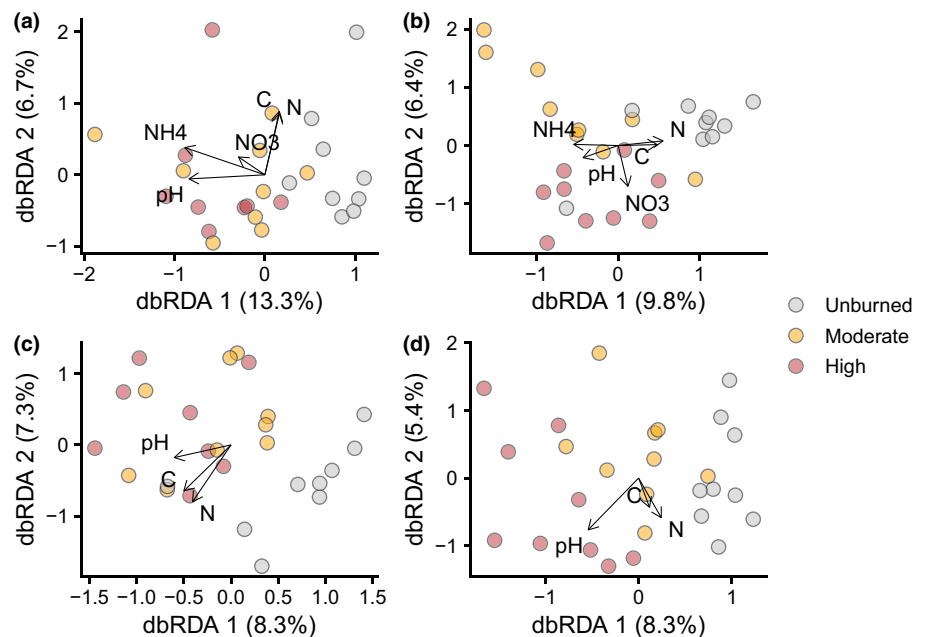 (a)
2
1
0
−1
dbRDA 2 (6.7%)
C N
NH4
NO3
pH
−2 −1 0 1
dbRDA 1 (13.3%)
(b)
2
1
0
−1
dbRDA 2 (6.4%)
NH4
N
C
pH
NO3
−1 0 1
dbRDA 1 (9.8%)
Unburned
Moderate
High
(c)
1
0
−1
dbRDA 2 (7.3%)
pH
C
N
−1.5 −1.0 −0.5 0.0 0.5 1.0 1.5
dbRDA 1 (8.3%)
(d)
2
1
0
−1
dbRDA 2 (5.4%)
C
N
pH
−1 0 1
dbRDA 1 (8.3%)